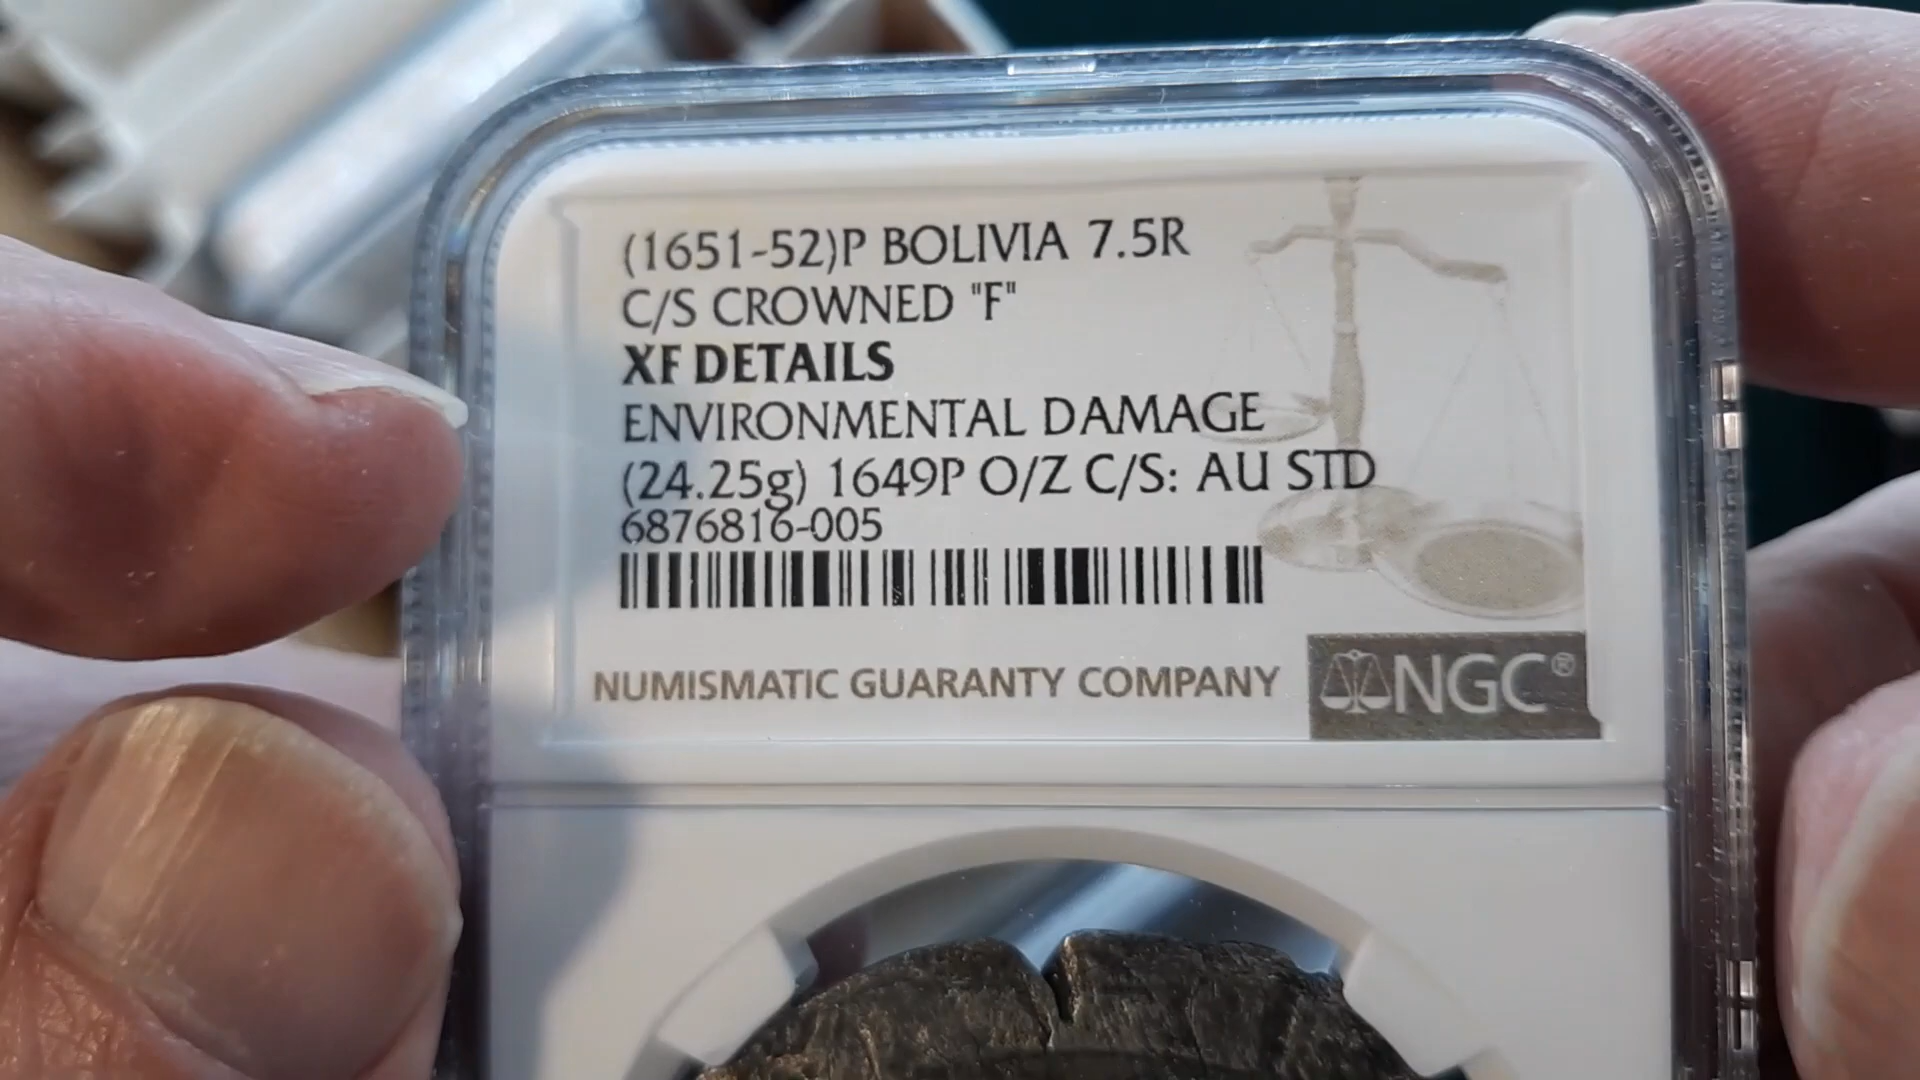 (1651-52)P BOLIVIA 7.5R
C/S CROWNED "F"
XF DETAILS
ENVIRONMENTAL DAMAGE
(24.25g) 1649P O/Z C/S: AU STD
6876816-005
NUMISMATIC GUARANTY COMPANY NGC®